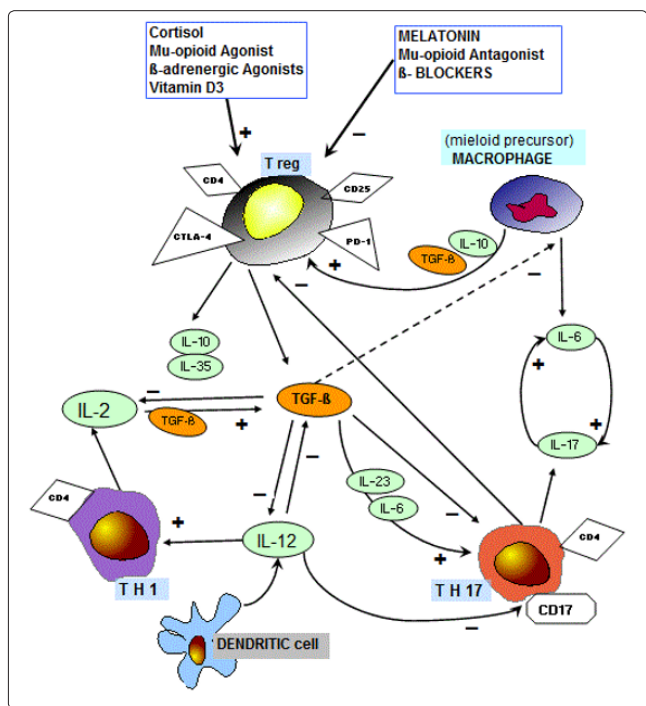 Cortisol
Mu-opioid Agonist
ß-adrenergic Agonists
Vitamin D3
MELATONIN
Mu-opioid Antagonist
ß- BLOCKERS
+
–
(mieloid precursor)
MACROPHAGE
T reg
CD4
CD25
CTLA-4
PD-1
IL-10
TGF-ß
+
–
–
IL-10
IL-35
IL-6
+
+
IL-17
IL-2
–
TGF-ß
+
TGF-ß
–
–
IL-23
IL-6
–
+
CD4
+
IL-12
T H 1
CD4
T H 17
CD17
–
DENDRITIC cell